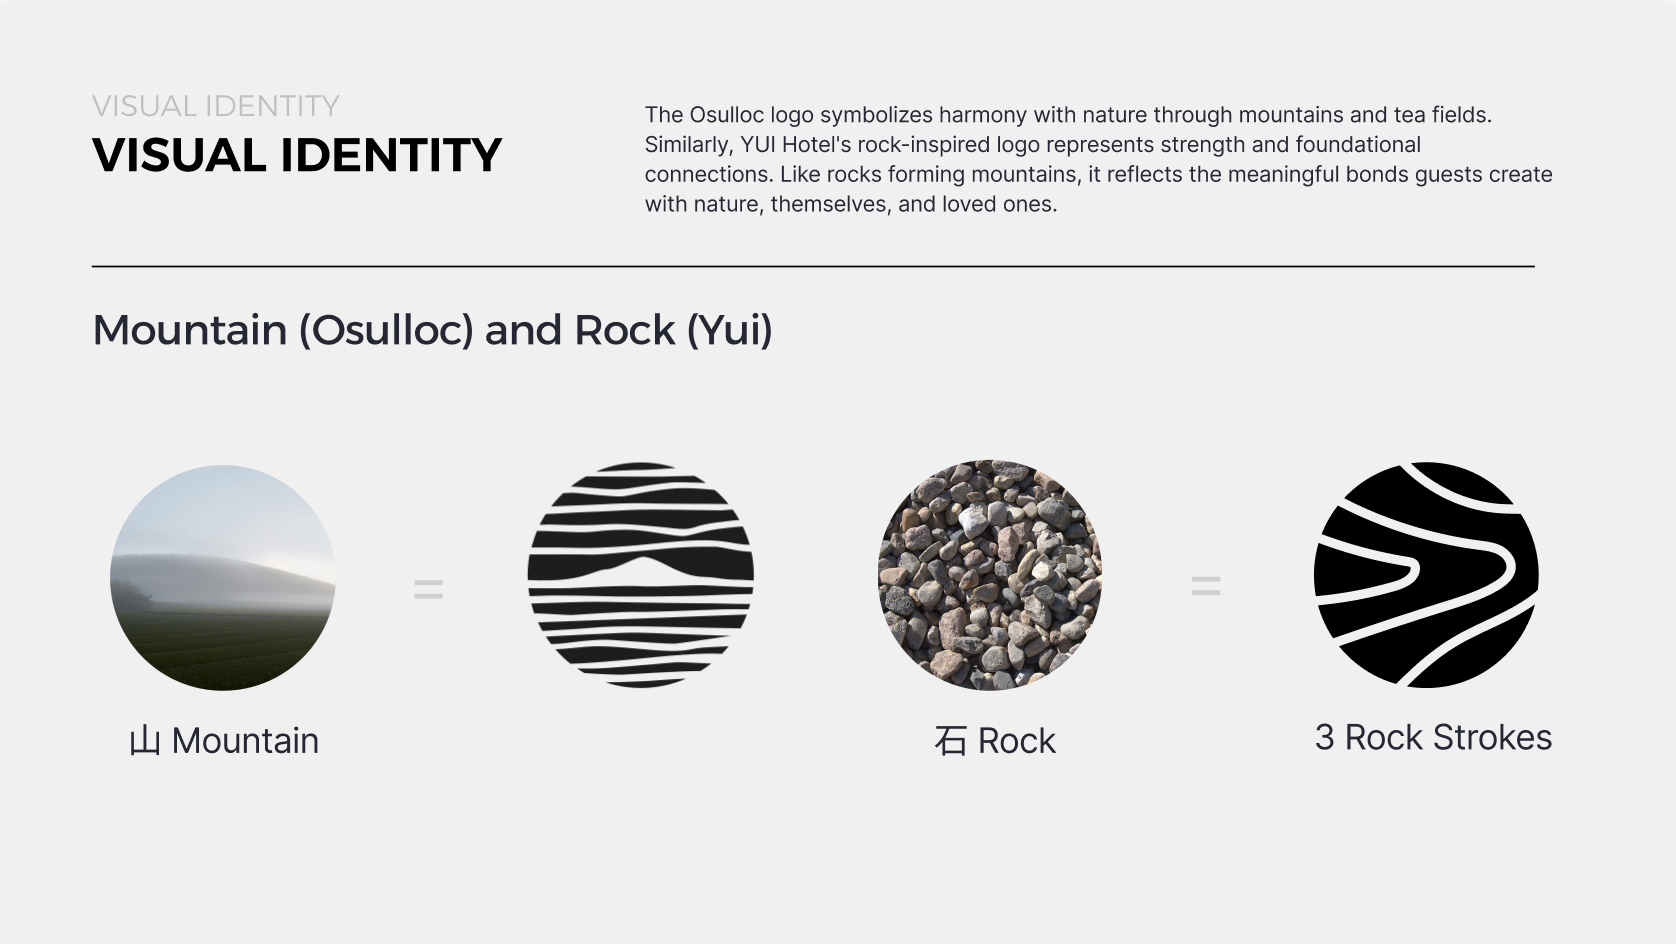 VISUAL IDENTITY
VISUAL IDENTITY
The Osulloc logo symbolizes harmony with nature through mountains and tea fields.
Similarly, YUI Hotel's rock-inspired logo represents strength and foundational
connections. Like rocks forming mountains, it reflects the meaningful bonds guests create
with nature, themselves, and loved ones.
Mountain (Osulloc) and Rock (Yui)
=
=
山 Mountain
石 Rock
3 Rock Strokes